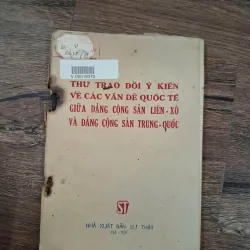 THƯ TRAO ĐỔI Ý KIẾN
VỀ CÁC VẤN ĐỀ QUỐC TẾ
GIỮA ĐẢNG CỘNG SẢN LIÊN-XÔ
VÀ ĐẢNG CỘNG SẢN TRUNG-QUỐC
ST
NHÀ XUẤT BẢN SỰ THẬT